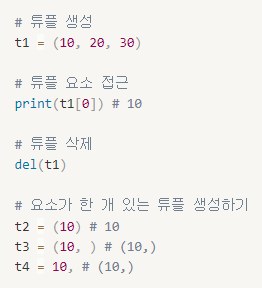 # 튜플 생성
t1 = (10, 20, 30)
# 튜플 요소 접근
print(t1[0]) # 10
# 튜플 삭제
del(t1)
# 요소가 한 개 있는 튜플 생성하기
t2 = (10) # 10
t3 = (10, ) # (10,)
t4 = 10, # (10,)